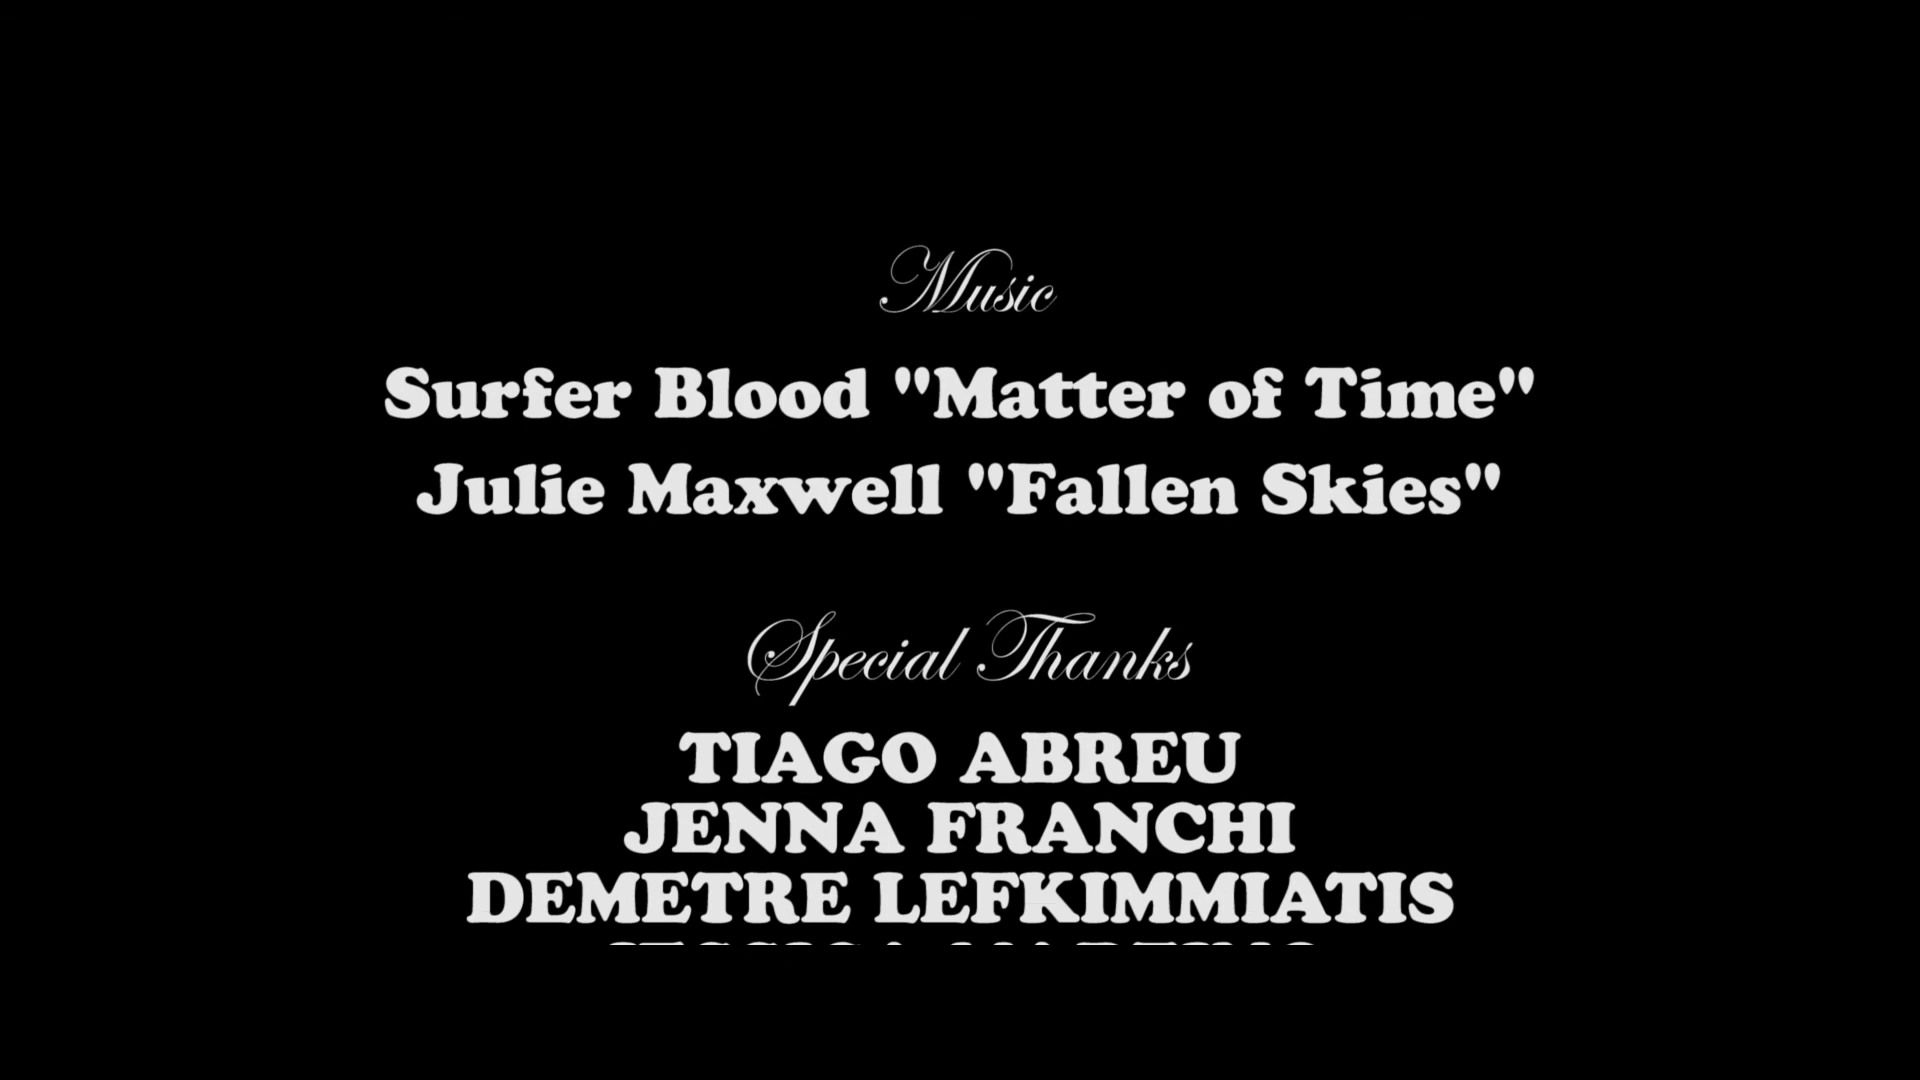 Music
Surfer Blood "Matter of Time"
Julie Maxwell "Fallen Skies"
Special Thanks
TIAGO ABREU
JENNA FRANCHI
DEMETRE LEFKIMMIATIS